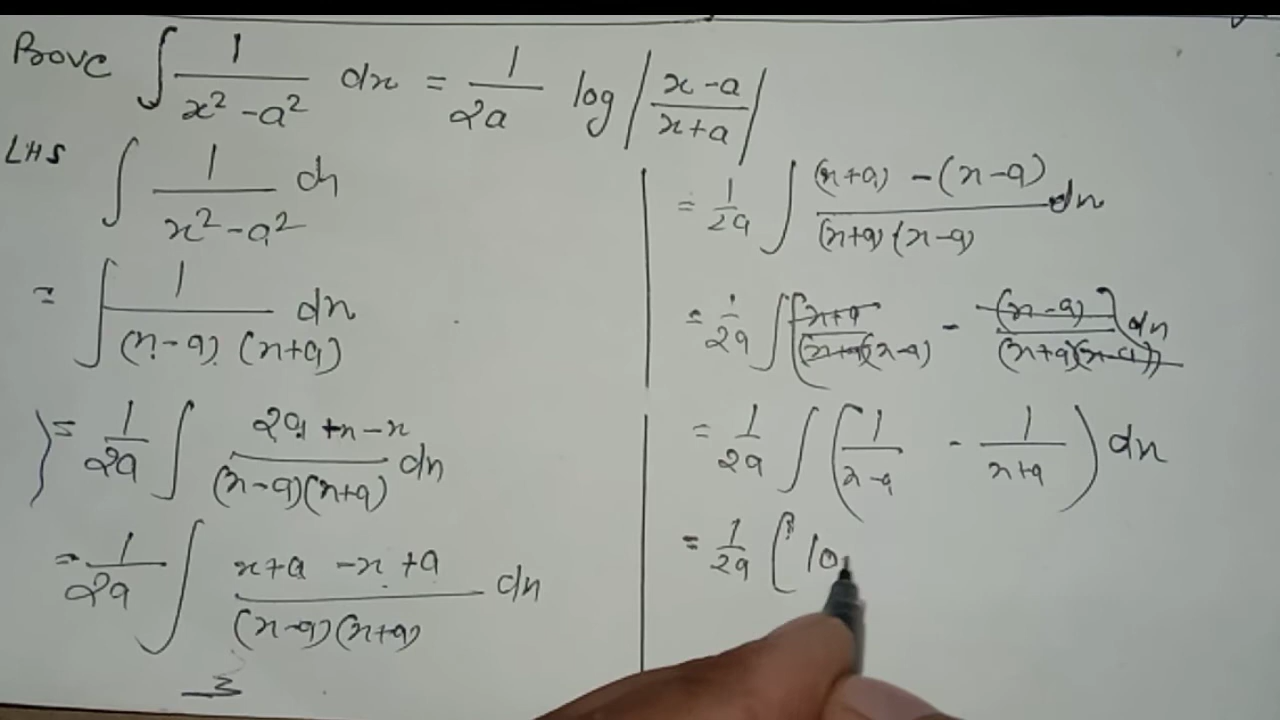 Prove ∫ 1/(x² - a²) dx = 1/2a log |(x-a)/(x+a)|
LHS ∫ 1/(x² - a²) dx
= ∫ 1/((x-a)(x+a)) dx
= 1/2a ∫ (2a + x - x)/((x-a)(x+a)) dx
= 1/2a ∫ (x+a - x + a)/((x-a)(x+a)) dx
= 1/2a ∫ ((x+a) - (x-a))/((x+a)(x-a)) dx
= 1/2a ∫ [(x+a)/((x+a)(x-a)) - (x-a)/((x+a)(x-a))] dx
= 1/2a ∫ (1/(x-a) - 1/(x+a)) dx
= 1/2a [ lo